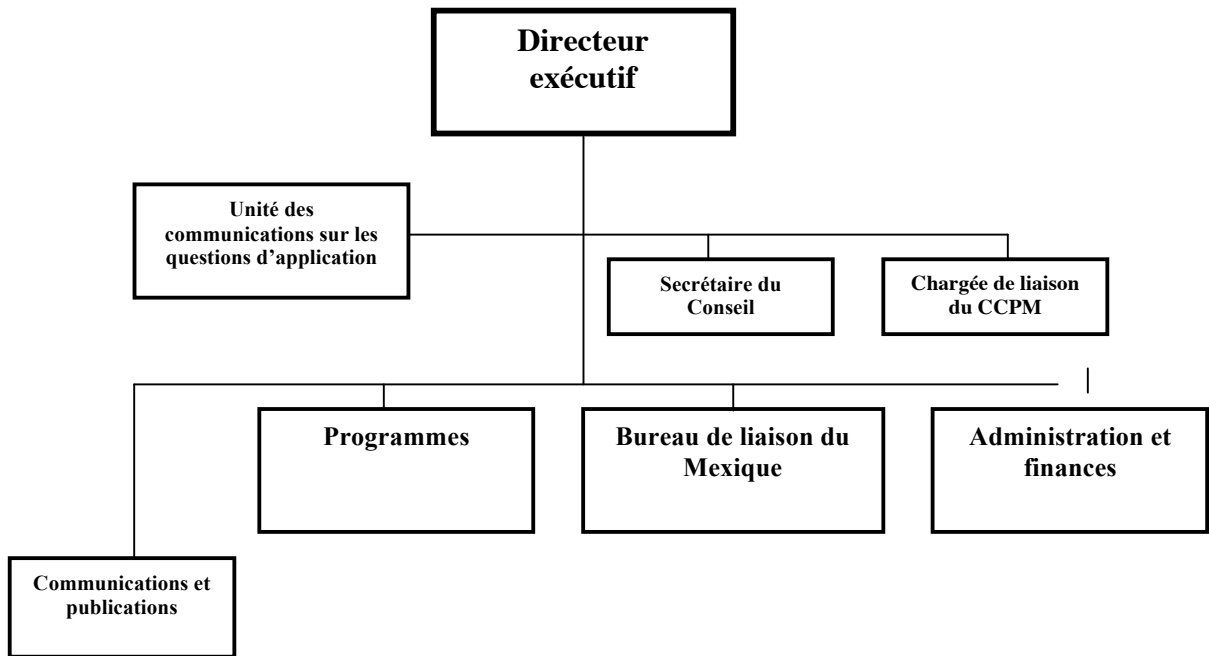 Directeur
exécutif
Unité des
communications sur les
questions d’application
Secrétaire du
Conseil
Chargée de liaison
du CCPM
Programmes
Bureau de liaison du
Mexique
Administration et
finances
Communications et
publications